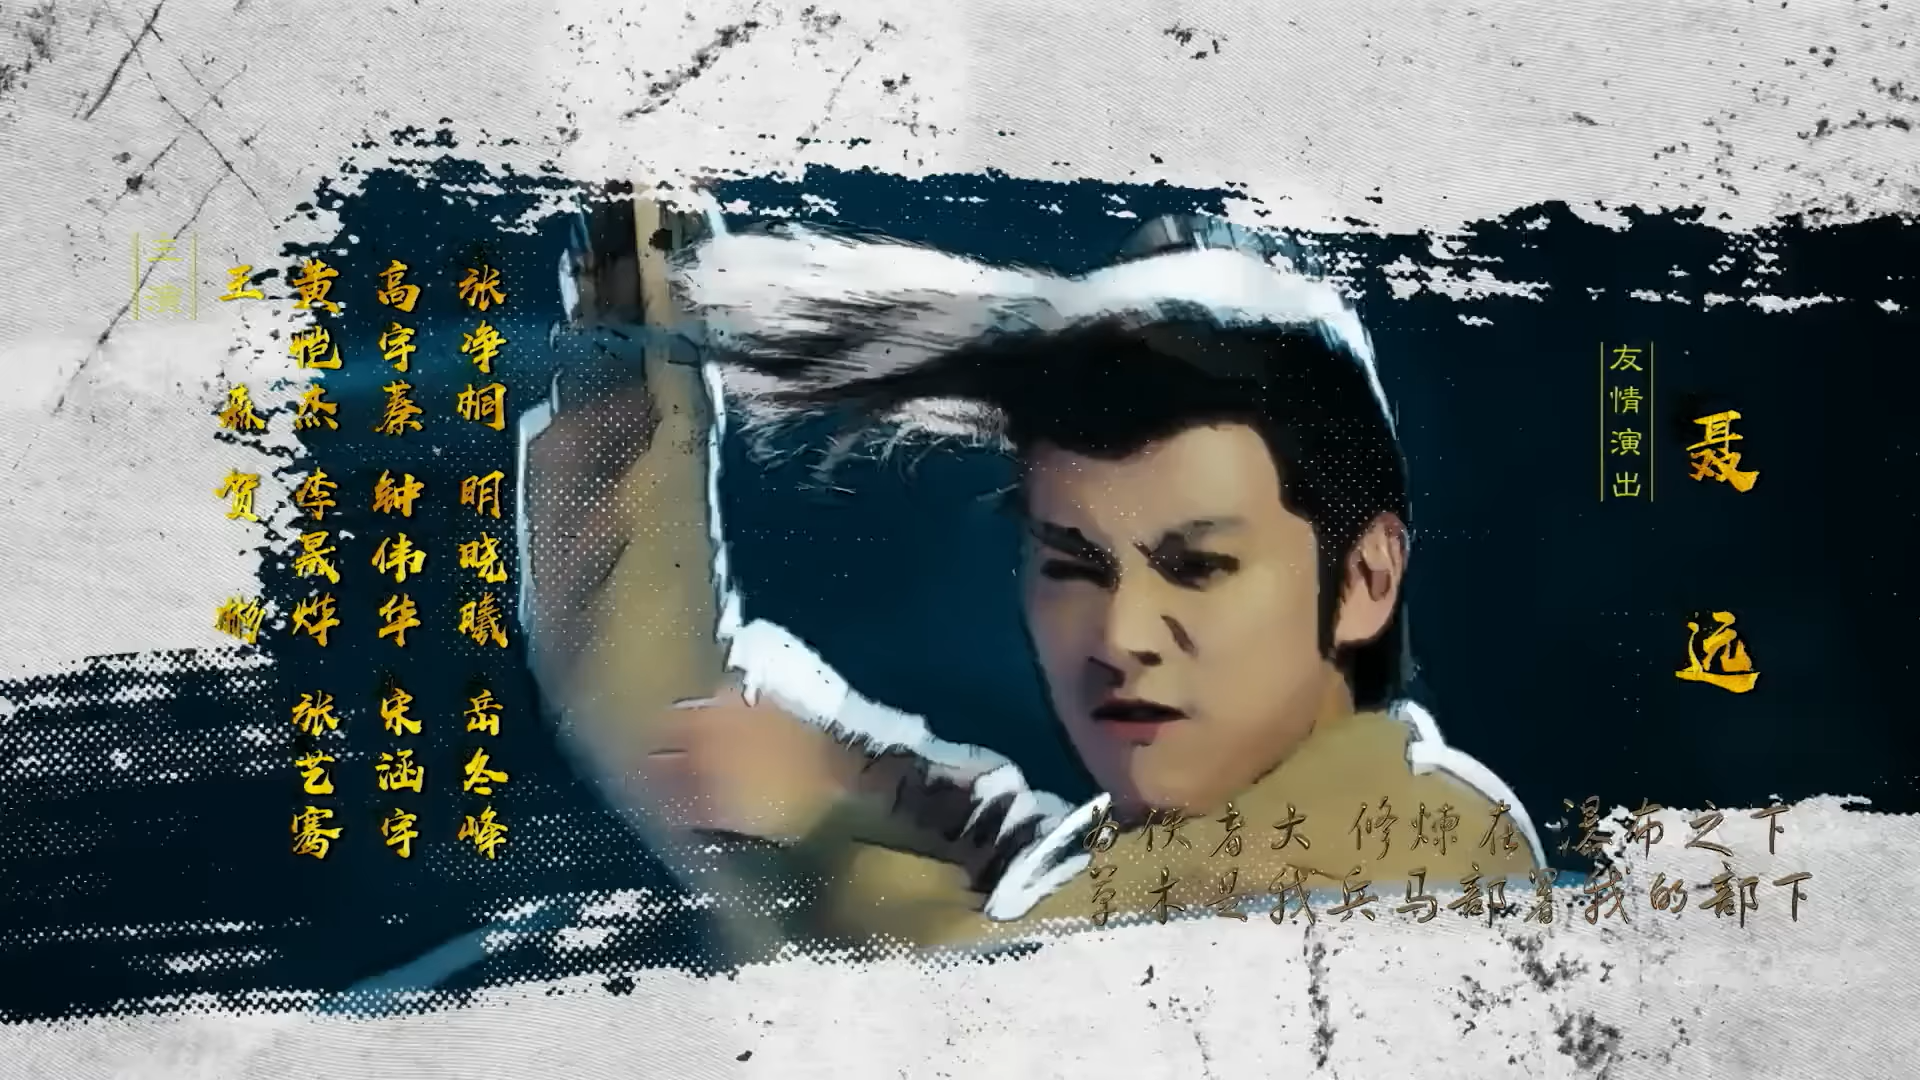 主演
王森 贺彬
黄恺杰 李晟烨 张艺骞
高宇蓁 钟伟华 宋涵宇
张净桐 明晓曦 岳冬峰
友情演出
聂远
为侠者大 修炼在瀑布之下
草木是我兵马部署我的部下